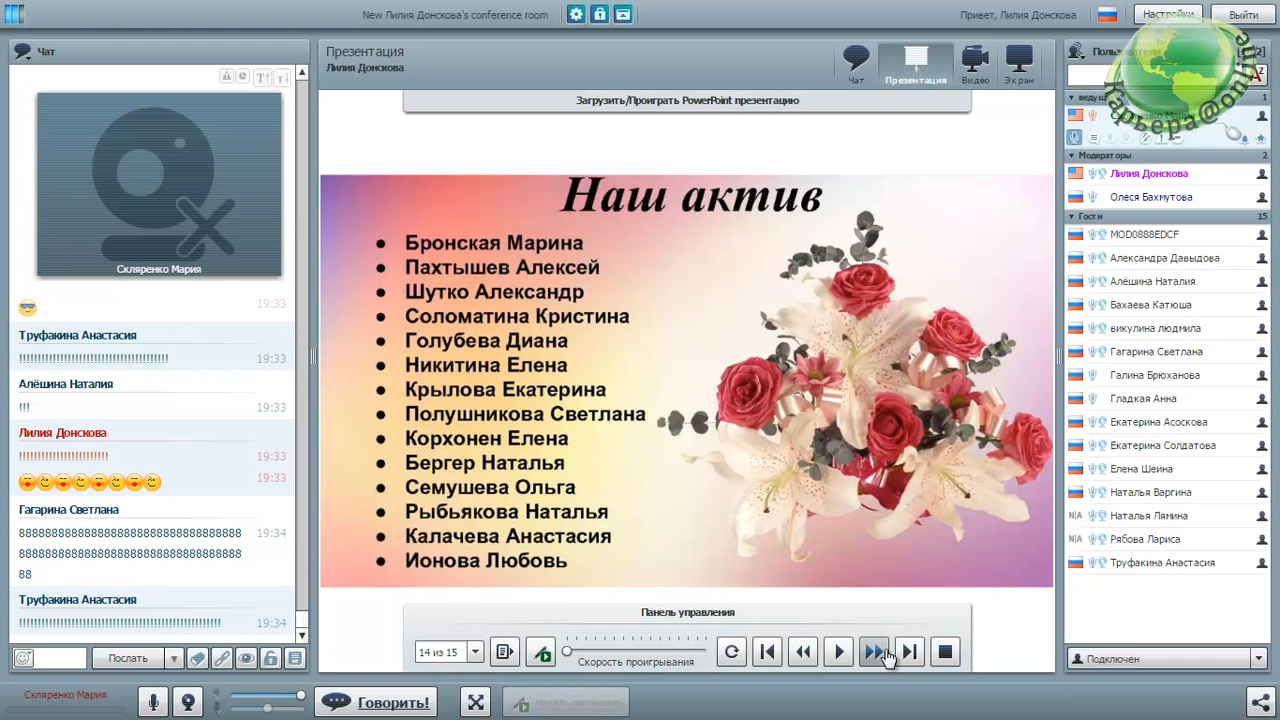 New Лилия Донскова's conference room
Привет, Лилия Донскова
Настройки
Выйти
Чат
Скляренко Мария
19:33
Труфакина Анастасия
!!!!!!!!!!!!!!!!!!!!!!!!!!!!!!!!!!!!!!!! 19:33
Алёшина Наталия
!!! 19:33
Лилия Донскова
!!!!!!!!!!!!!!!!!!!!!!!! 19:33
19:33
Гагарина Светлана
88888888888888888888888888888888888 19:34
88888888888888888888888888888888888
88
Труфакина Анастасия
!!!!!!!!!!!!!!!!!!!!!!!!!!!!!!!!!!!!!!!!!!!!!!!!!!!!!! 19:34
Послать
Презентация
Лилия Донскова
Чат
Презентация
Видео
Экран
Загрузить/Проиграть PowerPoint презентацию
Наш актив
• Бронская Марина
• Пахтышев Алексей
• Шутко Александр
• Соломатина Кристина
• Голубева Диана
• Никитина Елена
• Крылова Екатерина
• Полушникова Светлана
• Корхонен Елена
• Бергер Наталья
• Семушева Ольга
• Рыбьякова Наталья
• Калачева Анастасия
• Ионова Любовь
Панель управления
14 из 15
Скорость проигрывания
Пользователи
Карьера@online
1
Модераторы 2
Лилия Донскова
Олеся Бахмутова
Гости 15
MOD0888EDCF
Александра Давыдова
Алёшина Наталия
Бахаева Катюша
викулина людмила
Гагарина Светлана
Галина Брюханова
Гладкая Анна
Екатерина Асоскова
Екатерина Солдатова
Елена Шеина
Наталья Варгина
N/A Наталья Лямина
N/A Рябова Лариса
Труфакина Анастасия
Подключен
Скляренко Мария
Говорить!